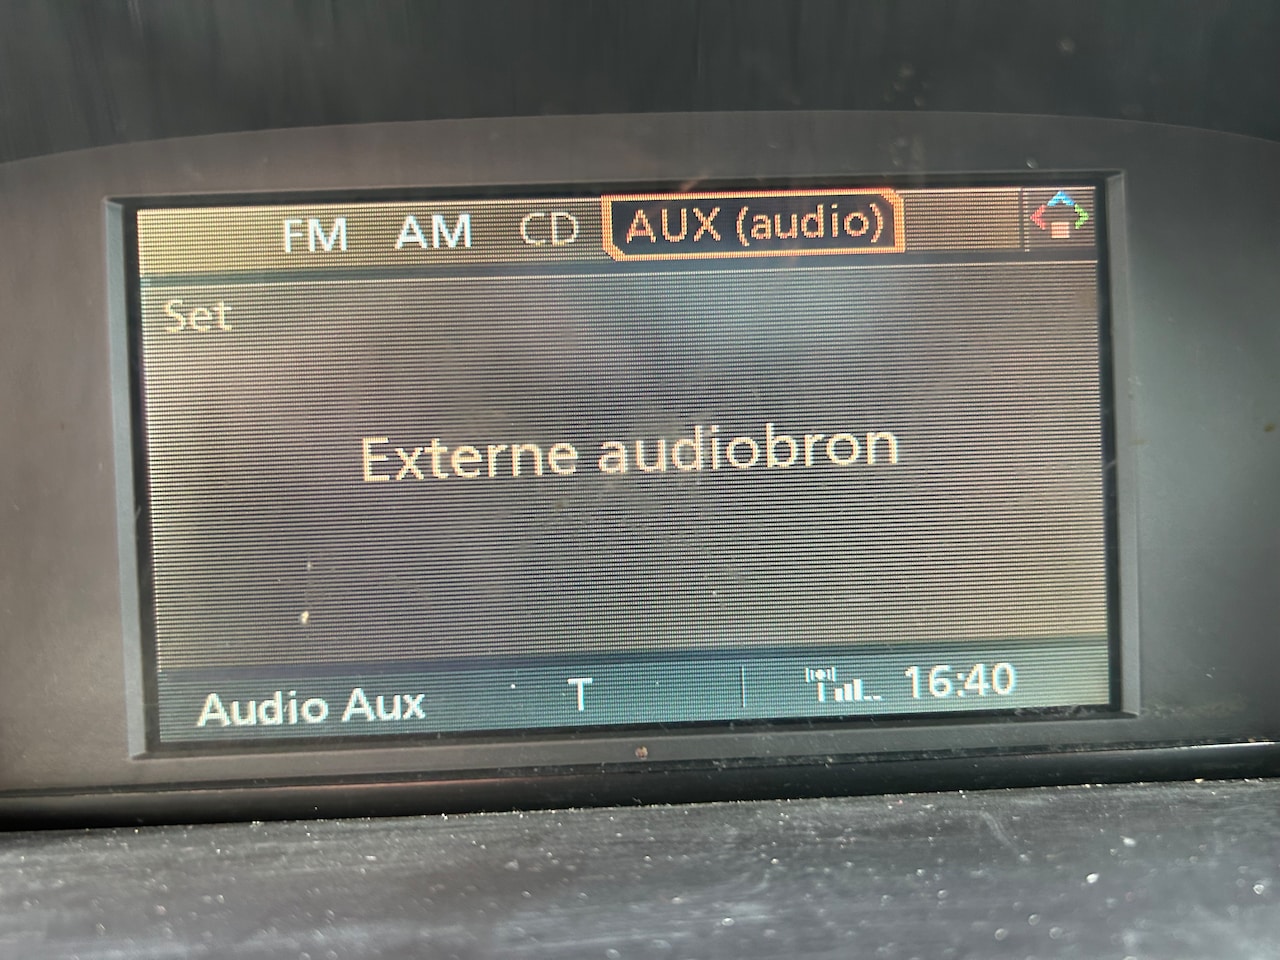 FM AM CD AUX (audio)
Set
Externe audiobron
Audio Aux T 16:40